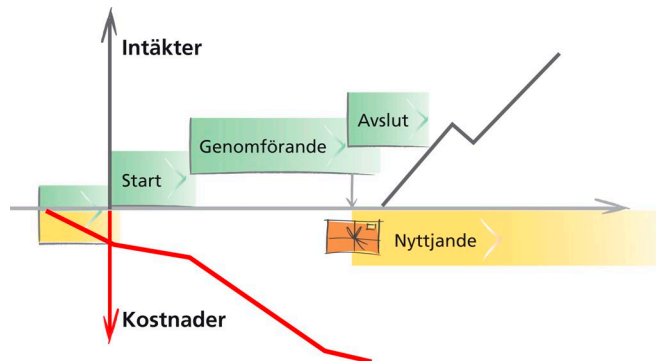 Intäkter
Avslut
Genomförande
Start
Nyttjande
Kostnader